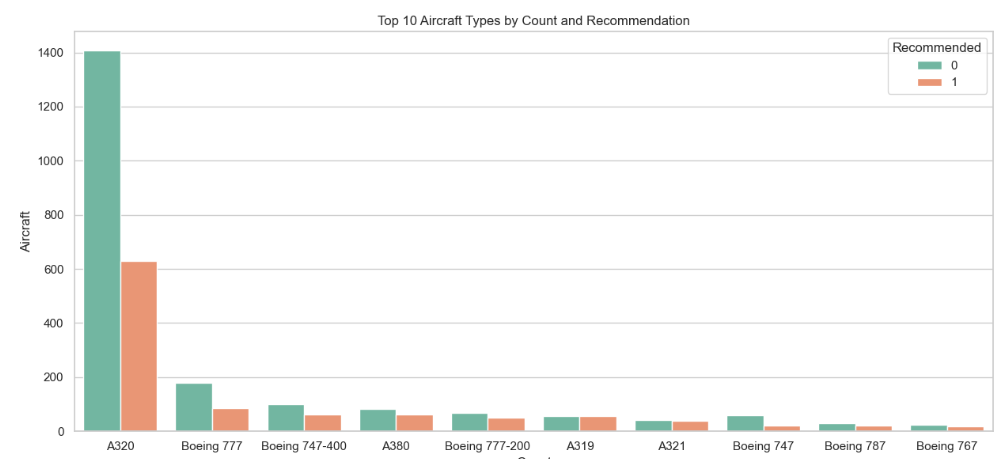 Top 10 Aircraft Types by Count and Recommendation
Recommended
0
1
1400
1200
1000
800
600
400
200
0
Aircraft
A320 Boeing 777 Boeing 747-400 A380 Boeing 777-200 A319 A321 Boeing 747 Boeing 787 Boeing 767